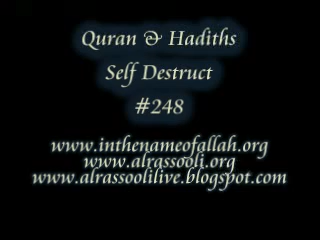 Quran & Hadiths
Self Destruct
#248
www.inthenameofallah.org
www.alrassooli.org
www.alrassoolilive.blogspot.com